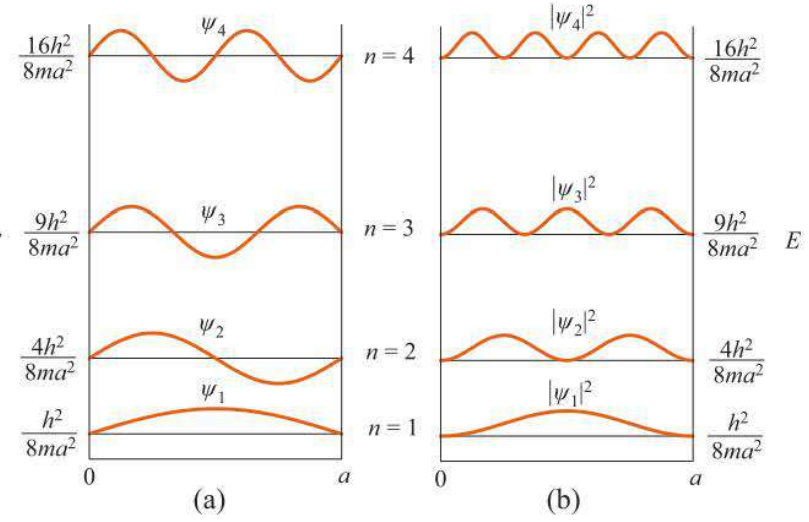 ψ₄
|ψ₄|²
16h²
8ma²
n = 4
16h²
8ma²
ψ₃
|ψ₃|²
9h²
8ma²
n = 3
9h²
8ma²
E
ψ₂
|ψ₂|²
4h²
8ma²
n = 2
4h²
8ma²
ψ₁
|ψ₁|²
h²
8ma²
n = 1
h²
8ma²
0
a
0
a
(a)
(b)